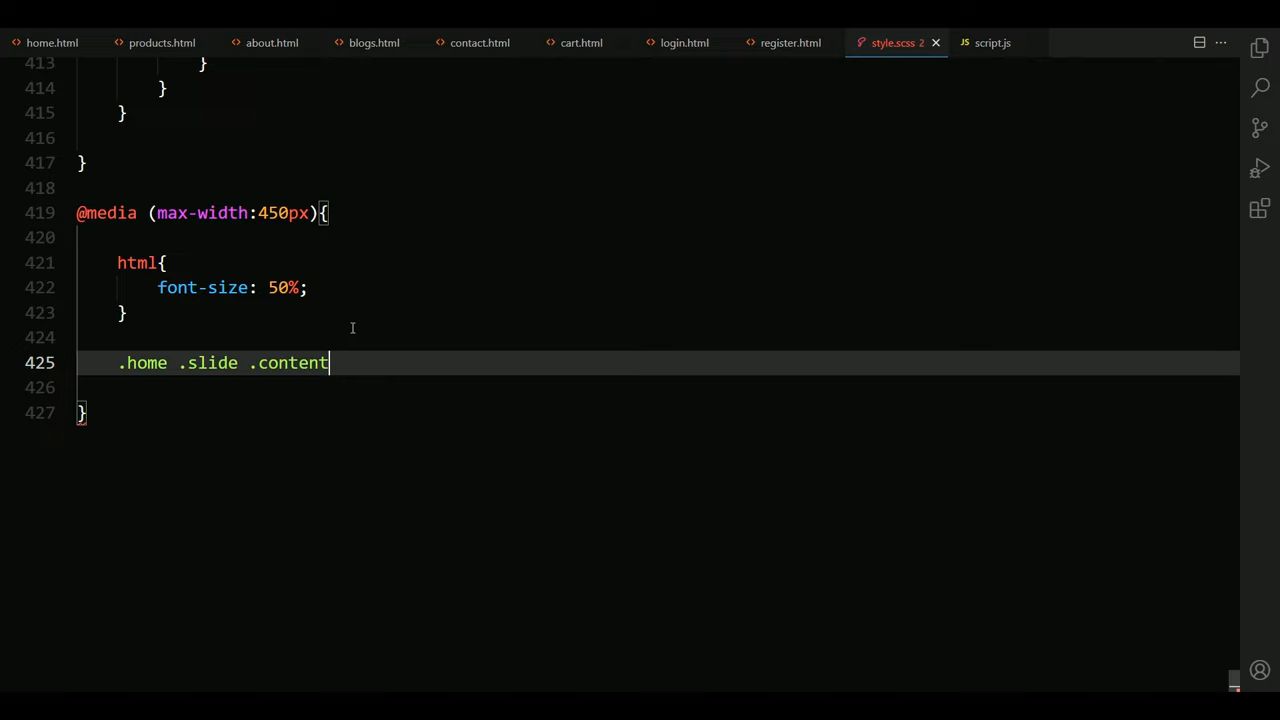 home.html products.html about.html blogs.html contact.html cart.html login.html register.html style.scss 2 JS script.js
413 }
414 }
415 }
416
417 }
418
419 @media (max-width:450px){
420
421 html{
422 font-size: 50%;
423 }
424
425 .home .slide .content
426
427 }